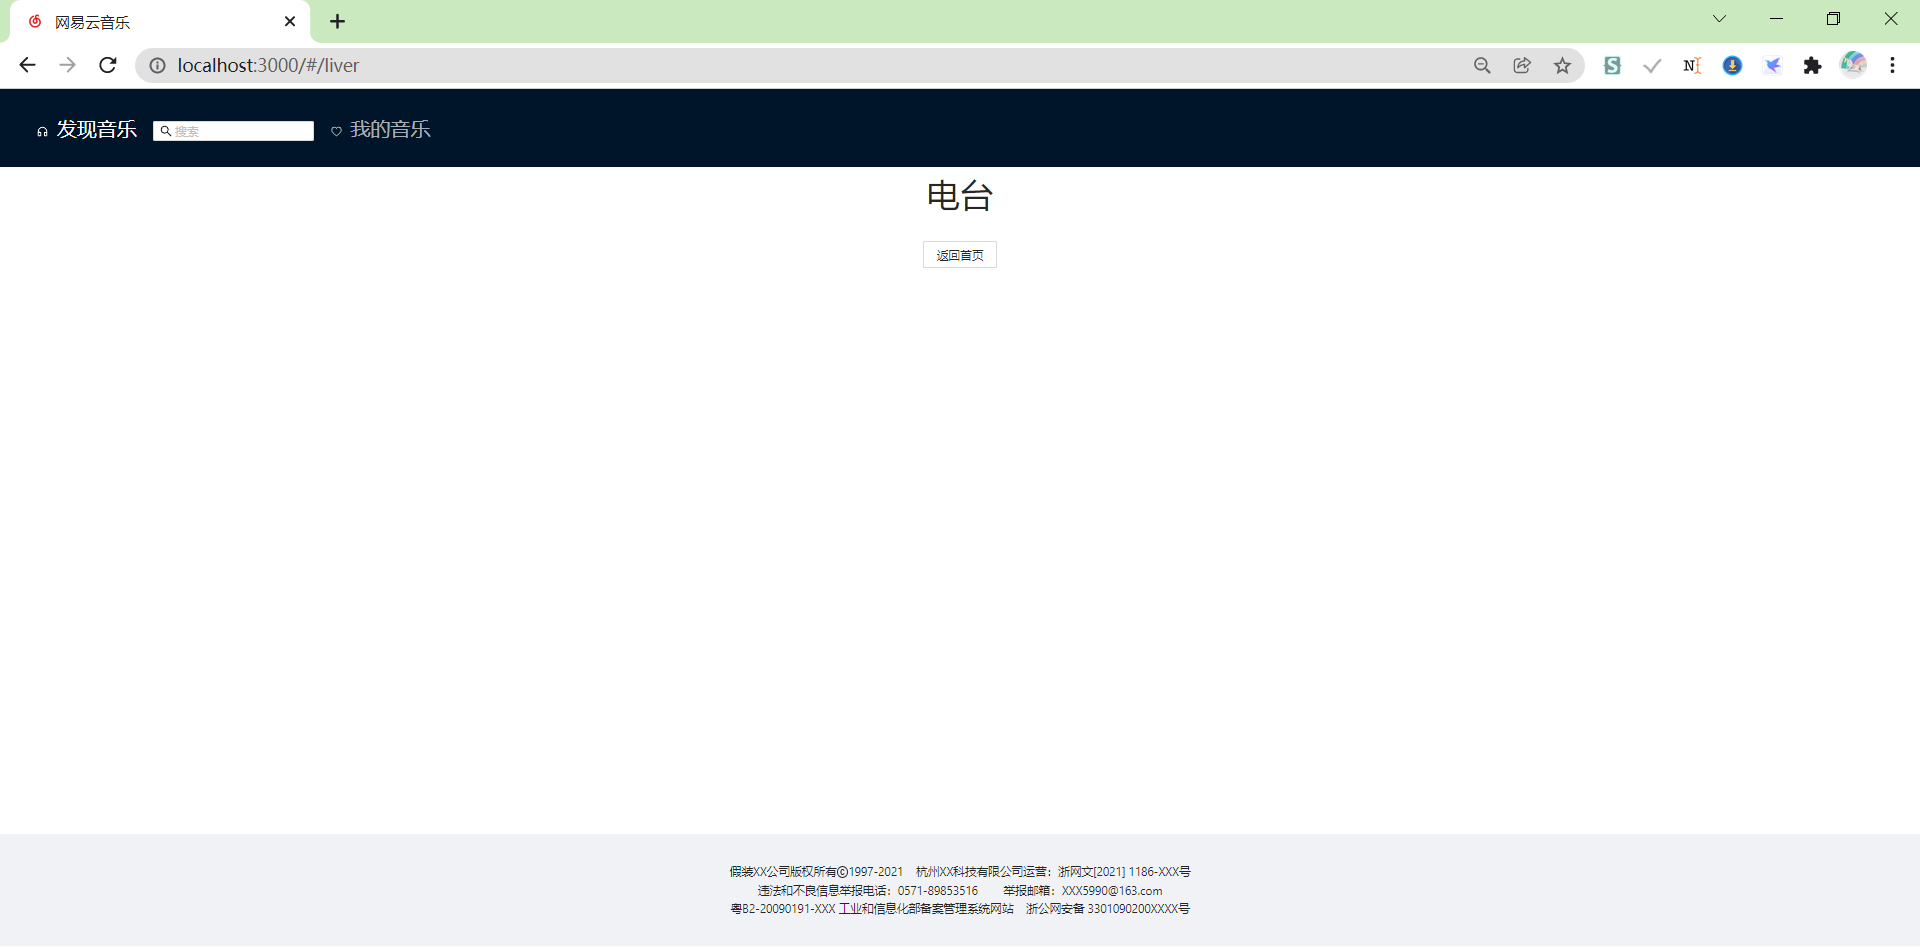 网易云音乐
localhost:3000/#/liver
发现音乐 搜索 我的音乐
电台
返回首页
假装XX公司版权所有©1997-2021 杭州XX科技有限公司运营：浙网文[2021] 1186-XXX号
违法和不良信息举报电话：0571-89853516 举报邮箱：XXX5990@163.com
粤B2-20090191-XXX 工业和信息化部备案管理系统网站 浙公网安备 3301090200XXXX号